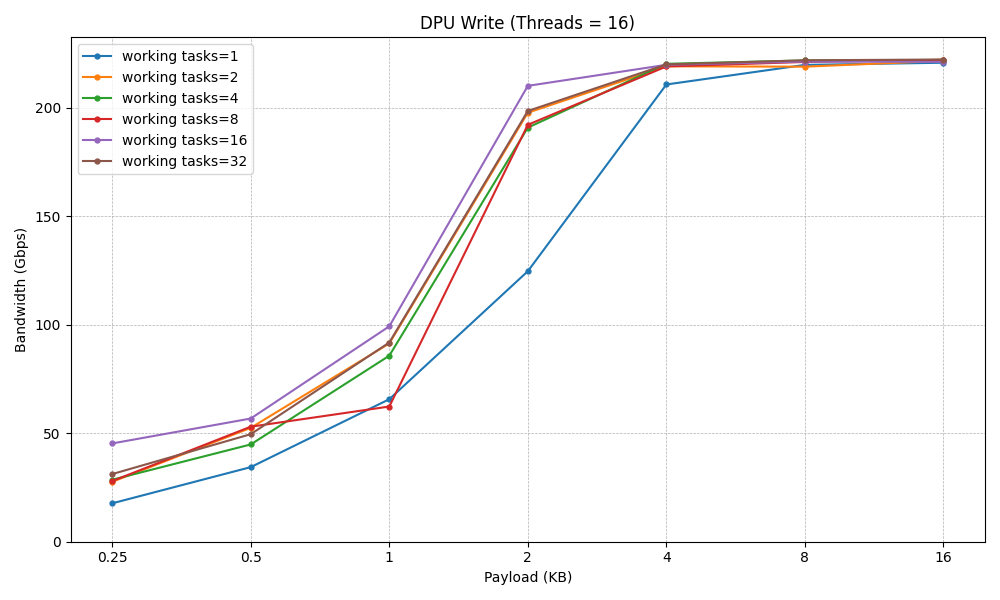 DPU Write (Threads = 16)
working tasks=1
working tasks=2
working tasks=4
working tasks=8
working tasks=16
working tasks=32
Bandwidth (Gbps)
200
150
100
50
0
0.25 0.5 1 2 4 8 16
Payload (KB)